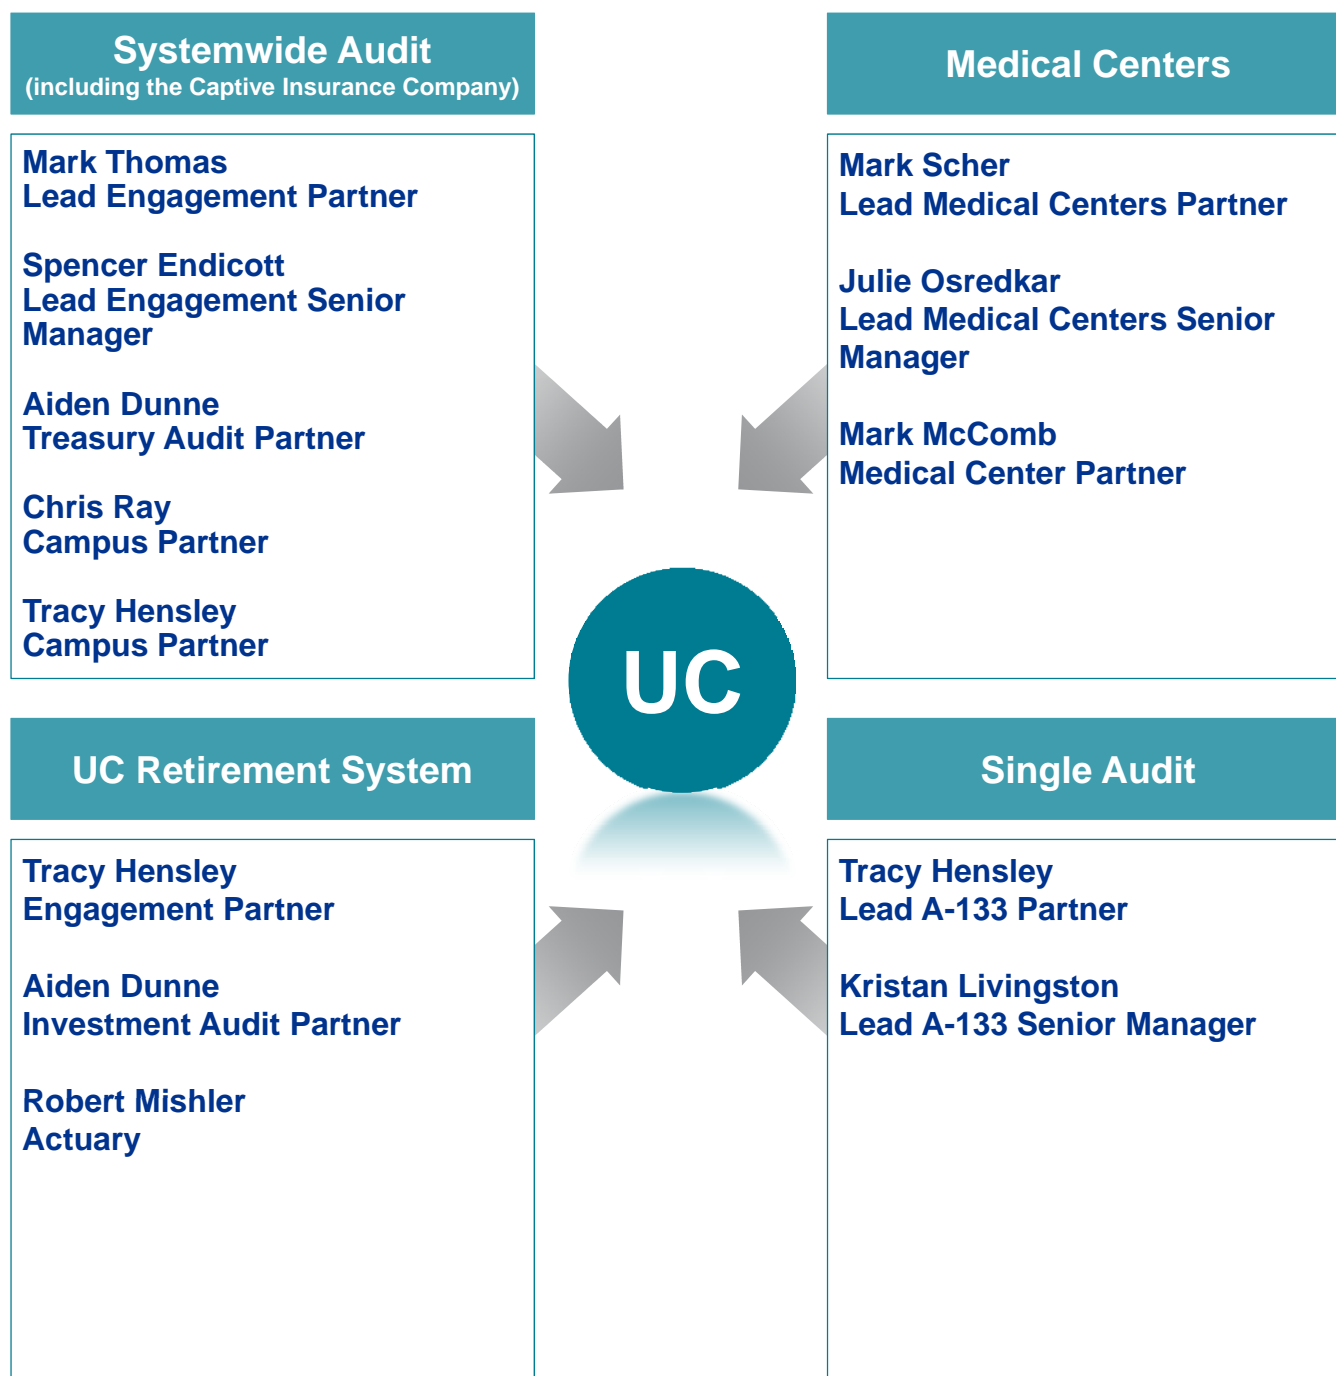 Systemwide Audit
(including the Captive Insurance Company)
Mark Thomas
Lead Engagement Partner
Spencer Endicott
Lead Engagement Senior
Manager
Aiden Dunne
Treasury Audit Partner
Chris Ray
Campus Partner
Tracy Hensley
Campus Partner
Medical Centers
Mark Scher
Lead Medical Centers Partner
Julie Osredkar
Lead Medical Centers Senior
Manager
Mark McComb
Medical Center Partner
UC
UC Retirement System
Tracy Hensley
Engagement Partner
Aiden Dunne
Investment Audit Partner
Robert Mishler
Actuary
Single Audit
Tracy Hensley
Lead A-133 Partner
Kristan Livingston
Lead A-133 Senior Manager